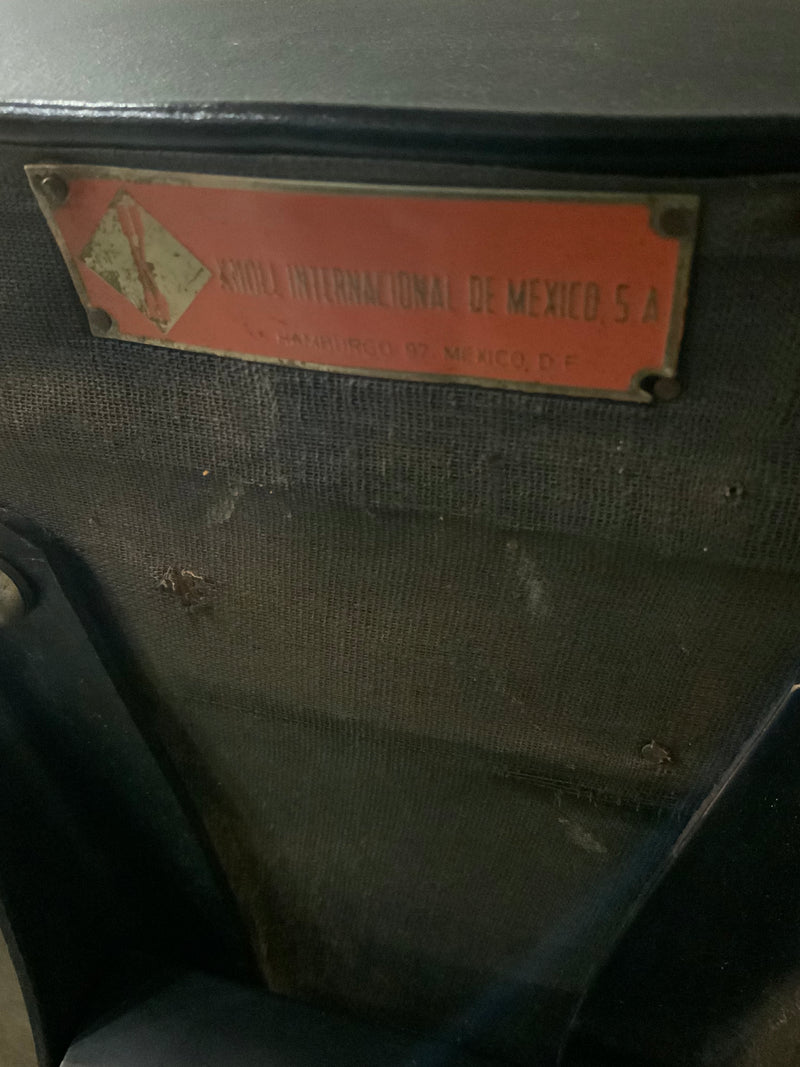 KNOLL INTERNACIONAL DE MEXICO, S.A
HAMBURGO 92 MEXICO, D F